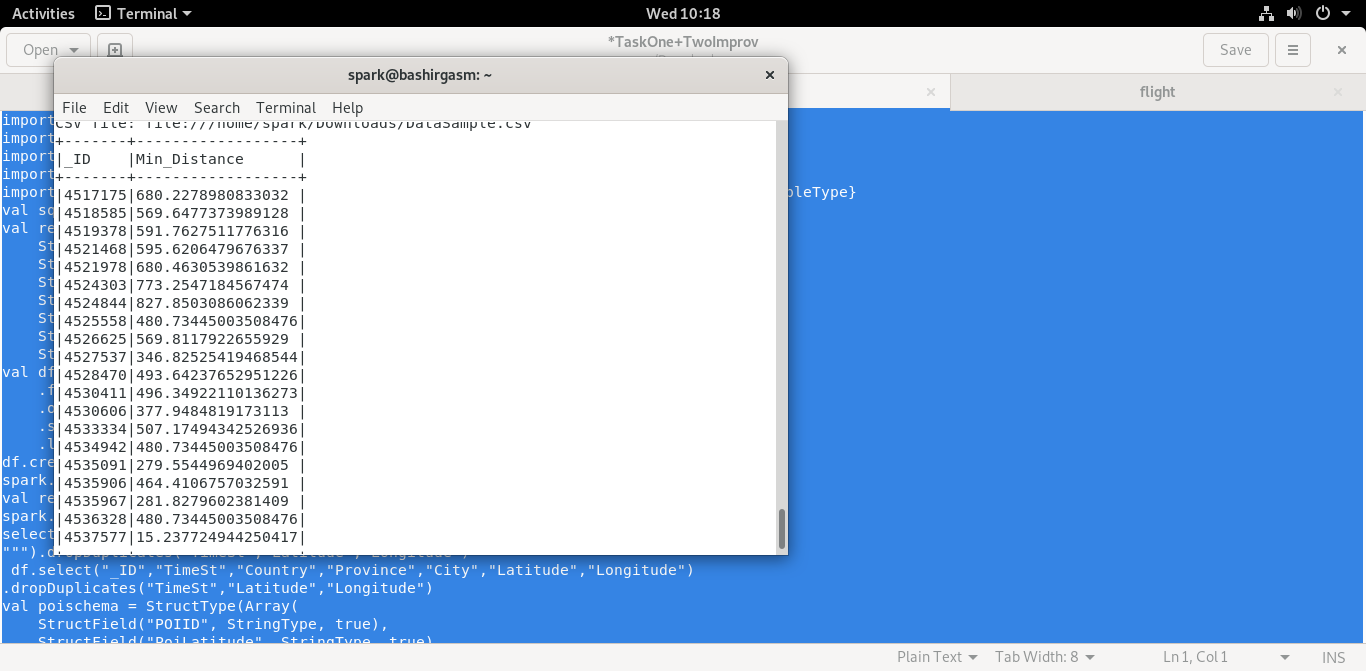 Activities Terminal Wed 10:18
Open *TaskOne+TwoImprov Save
flight
spark@bashirgasm: ~
File Edit View Search Terminal Help
CSV file: file:///home/spark/Downloads/DataSample.csv
+-------+------------------+
|_ID    |Min_Distance      |
+-------+------------------+
|4517175|680.2278980833032 |
|4518585|569.6477373989128 |
|4519378|591.7627511776316 |
|4521468|595.6206479676337 |
|4521978|680.4630539861632 |
|4524303|773.2547184567474 |
|4524844|827.8503086062339 |
|4525558|480.73445003508476|
|4526625|569.8117922655929 |
|4527537|346.82525419468544|
|4528470|493.64237652951226|
|4530411|496.34922110136273|
|4530606|377.9484819173113 |
|4533334|507.17494342526936|
|4534942|480.73445003508476|
|4535091|279.5544969402005 |
|4535906|464.4106757032591 |
|4535967|281.8279602381409 |
|4536328|480.73445003508476|
|4537577|15.237724944250417|
import
import
import
import
import pleType}
val sq
val re
St
St
St
St
St
St
St
val df
.f
.o
.s
.l
df.cre
spark.
val re
spark.
select
""").dropDuplicates("TimeSt","Latitude","Longitude")
df.select("_ID","TimeSt","Country","Province","City","Latitude","Longitude")
.dropDuplicates("TimeSt","Latitude","Longitude")
val poischema = StructType(Array(
StructField("POIID", StringType, true),
StructField("PoiLatitude", StringType, true)
Plain Text Tab Width: 8 Ln 1, Col 1 INS